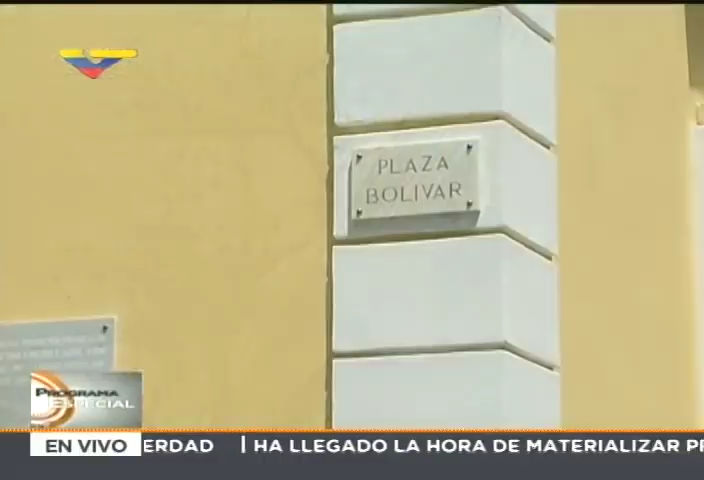 PLAZA
BOLIVAR
PROGRAMA
ESPECIAL
EN VIVO
ERDAD | HA LLEGADO LA HORA DE MATERIALIZAR PR